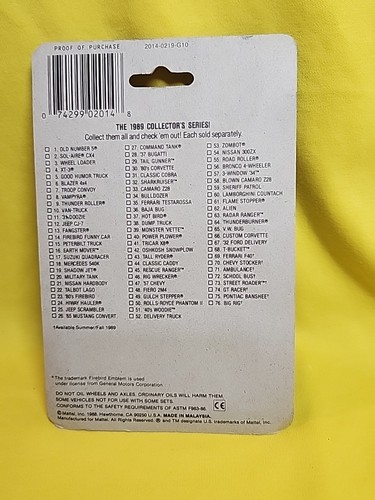 PROOF OF PURCHASE
2014-0219-G10
0 74299 02014 8
THE 1989 COLLECTOR'S SERIES!
Collect them all and check 'em out! Each sold separately.
1. OLD NUMBER 5®
2. SOL-AIRE® CX4
3. WHEEL LOADER
4. XT-3®
5. GOOD HUMOR TRUCK
6. BLAZER 4x4
7. TROOP CONVOY
8. VAMPYRA®
9. THUNDER ROLLER®
10. VAN TRUCK
11. 3-WINDOW
12. JEEP CJ-7
13. FANGSTER®
14. FIREBIRD FUNNY CAR
15. PETERBILT TRUCK
16. EARTH MOVER™
17. SUZUKI QUADRACER
18. MERCEDES 540K
19. SHADOW JET®
20. MILITARY TANK
21. NISSAN HARDBODY
22. TALBOT LAGO
23. '80's FIREBIRD
24. HIWAY HAULER®
25. JEEP SCRAMBLER
26. 65 MUSTANG CONVERT.
27. COMMAND TANK®
28. '37 BUGATTI
29. TAIL GUNNER™
30. '80's CORVETTE
31. CLASSIC COBRA
32. SHARKRUISER™
33. CAMARO Z28
34. BULLDOZER
35. FERRARI TESTAROSSA
36. BAJA BUG
37. HOT BIRD®
38. DUMP TRUCK
39. MONSTER VETTE™
40. POWER PLOWER®
41. TRICAR X8®
42. OSHKOSH SNOWPLOW
43. TALL RYDER®
44. CLASSIC CADDY
45. RESCUE RANGER™
46. RIG WRECKER®
47. '57 CHEVY
48. FIERO 2M4
49. GULCH STEPPER®
50. ROLLS-ROYCE PHANTOM II
51. '40's WOODIE™
52. DELIVERY TRUCK
53. ZOMBOT®
54. NISSAN 300ZX
55. ROAD ROLLER®
56. BRONCO 4-WHEELER
57. 3-WINDOW '34™
58. BLOWN CAMARO Z28
59. SHERIFF PATROL
60. LAMBORGHINI COUNTACH
61. FLAME STOPPER®
62. ALIEN
63. RADAR RANGER™
64. THUNDERBURNER®
65. V.W. BUG
66. CUSTOM CORVETTE
67. '32 FORD DELIVERY
68. T-BUCKET™
69. FERRARI F40†
70. CHEVY STOCKER†
71. AMBULANCE†
72. SCHOOL BUS†
73. STREET ROADER™†
74. GT RACER†
75. PONTIAC BANSHEE†
76. BIG RIG†
†Available Summer/Fall 1989
*The trademark Firebird Emblem is used
under license from General Motors Corporation.
DO NOT OIL WHEELS AND AXLES. ORDINARY OILS WILL HARM THEM.
SOME VEHICLES NOT FOR USE WITH SOME SETS.
CONFORMS TO THE SAFETY REQUIREMENTS OF ASTM F963-86. CE
©Mattel, Inc. 1988, Hawthorne, CA 90250 U.S.A. MADE IN MALAYSIA.
Manufactured for Mattel. All Rights Reserved. ® and TM designate U.S. trademarks of Mattel, Inc.